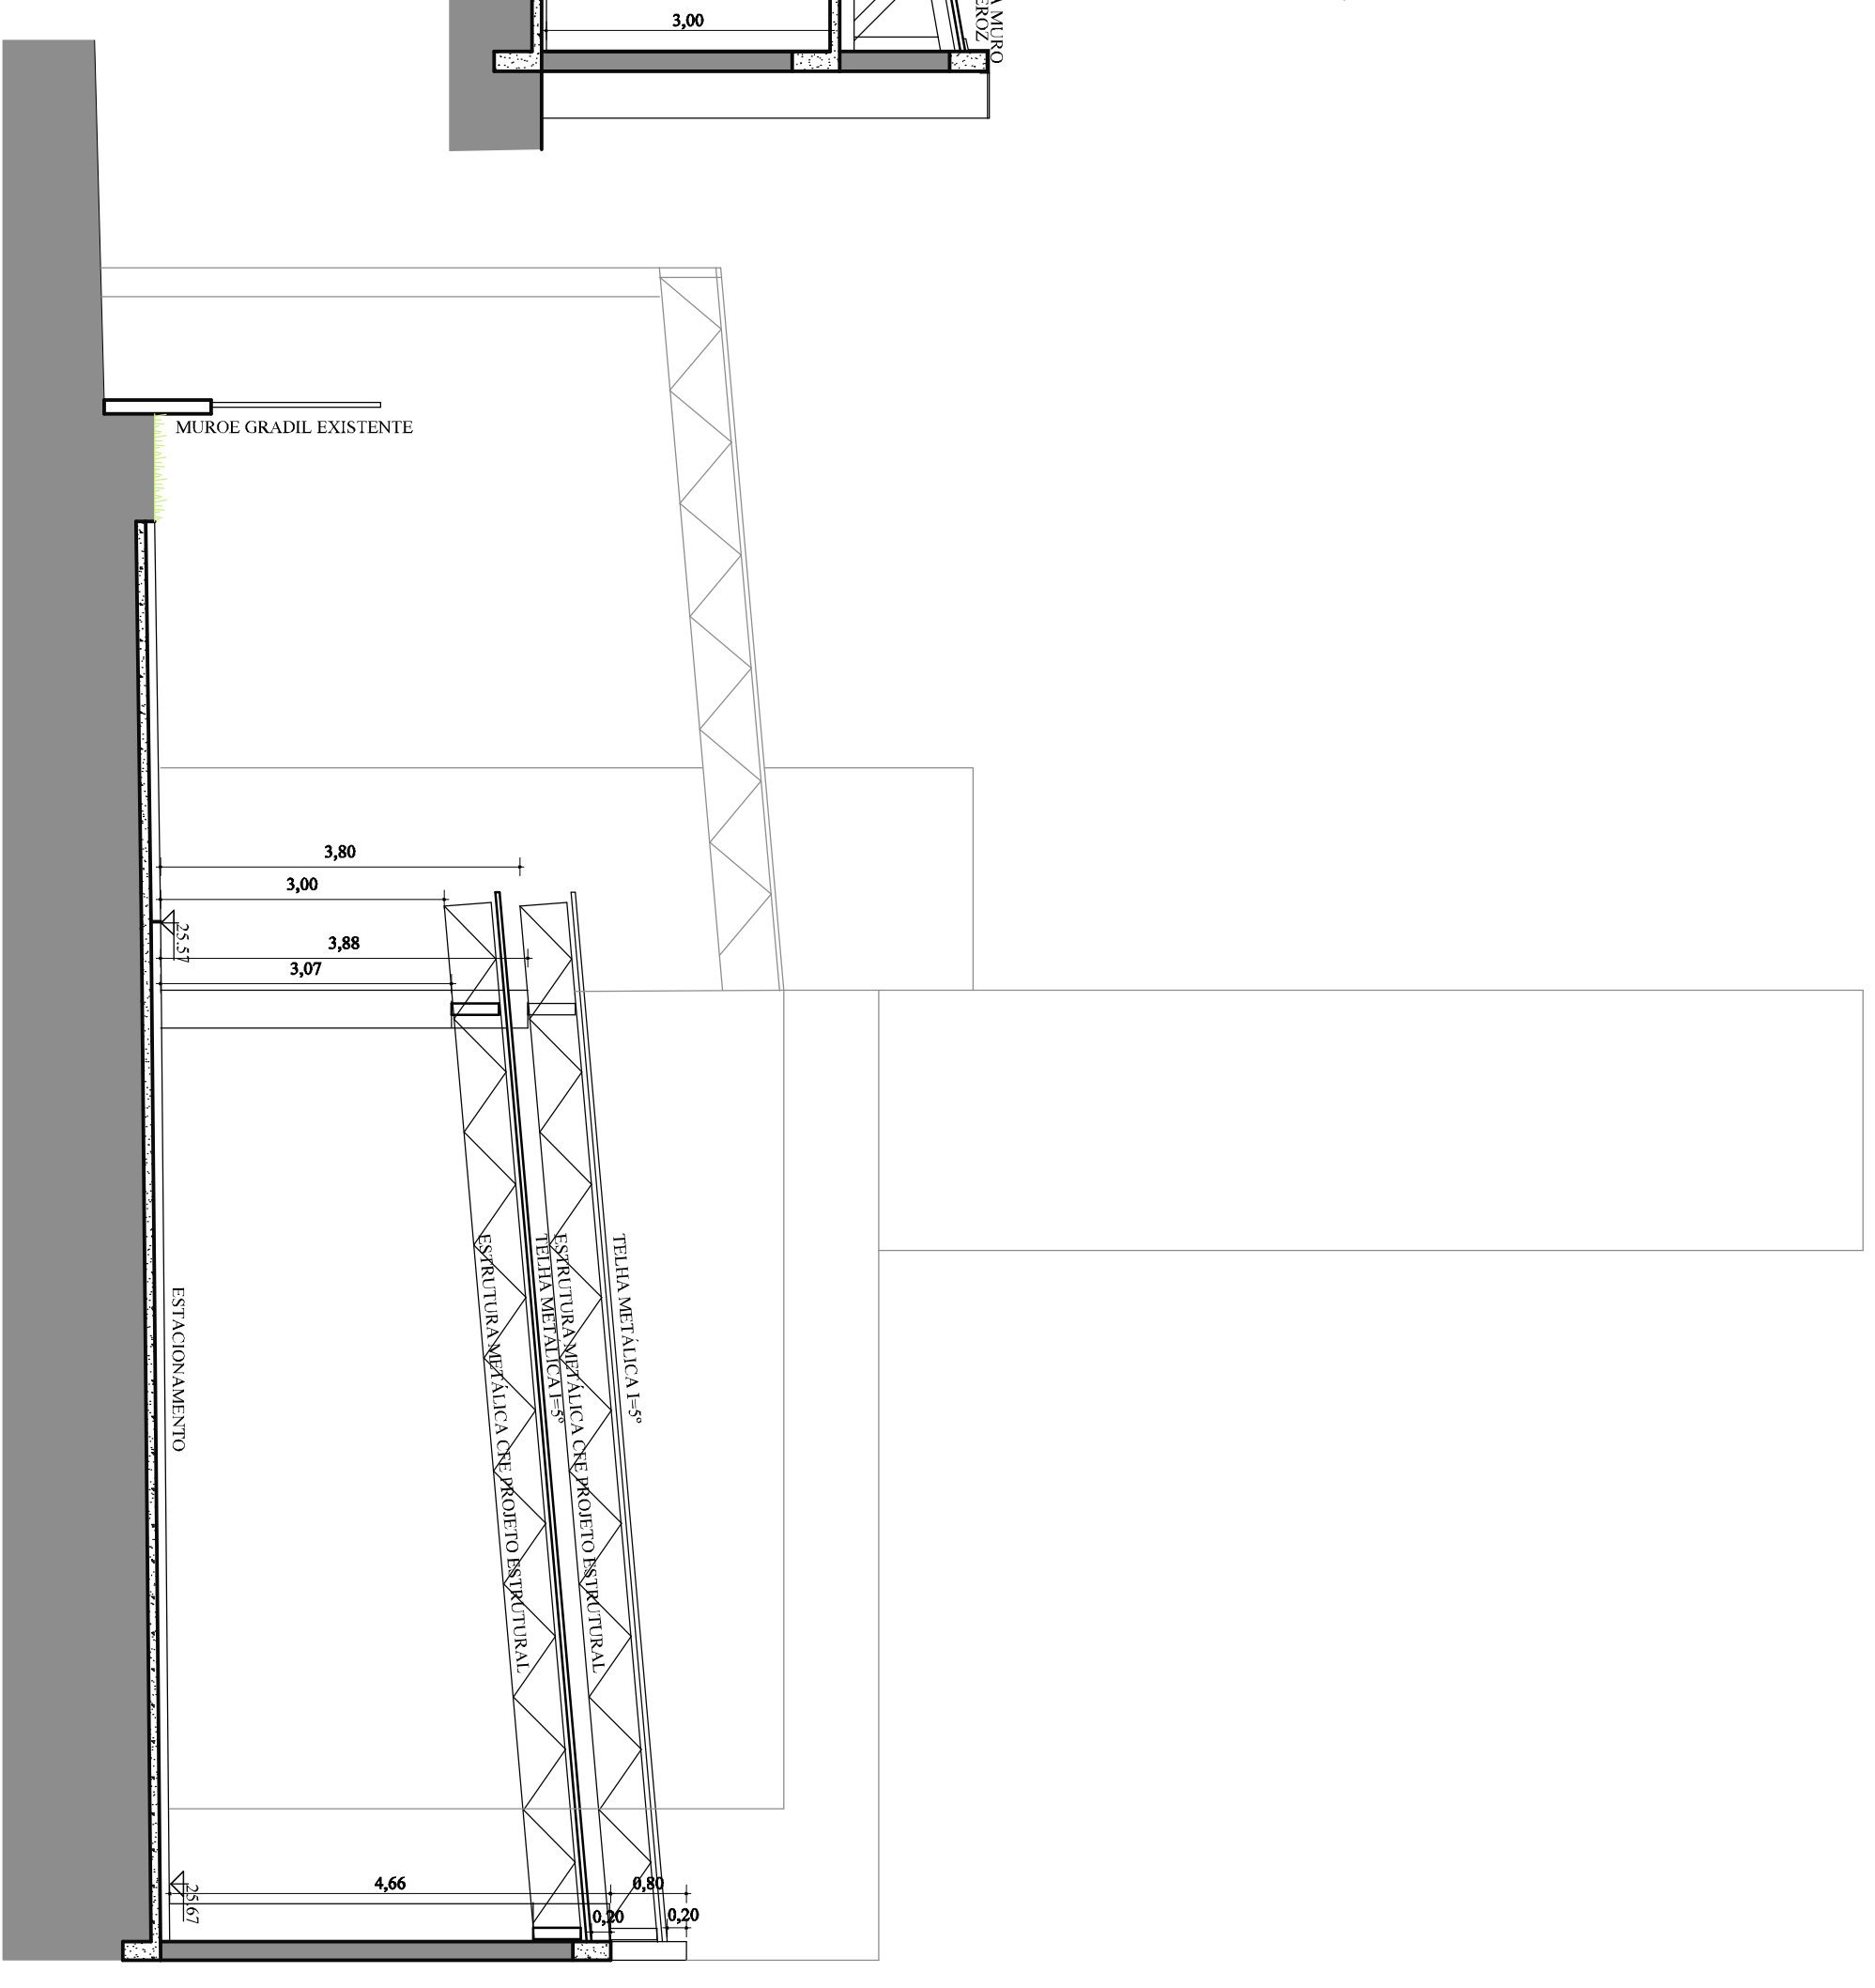 3,00
A MURO
EROZ
MUROE GRADIL EXISTENTE
3,80
3,00
25.57
3,88
3,07
TELHA METÁLICA I=5°
ESTRUTURA METÁLICA CFE PROJETO ESTRUTURAL
TELHA METÁLICA I=5°
ESTRUTURA METÁLICA CFE PROJETO ESTRUTURAL
ESTACIONAMENTO
4,66
0,80
25.67
0,20
0,20